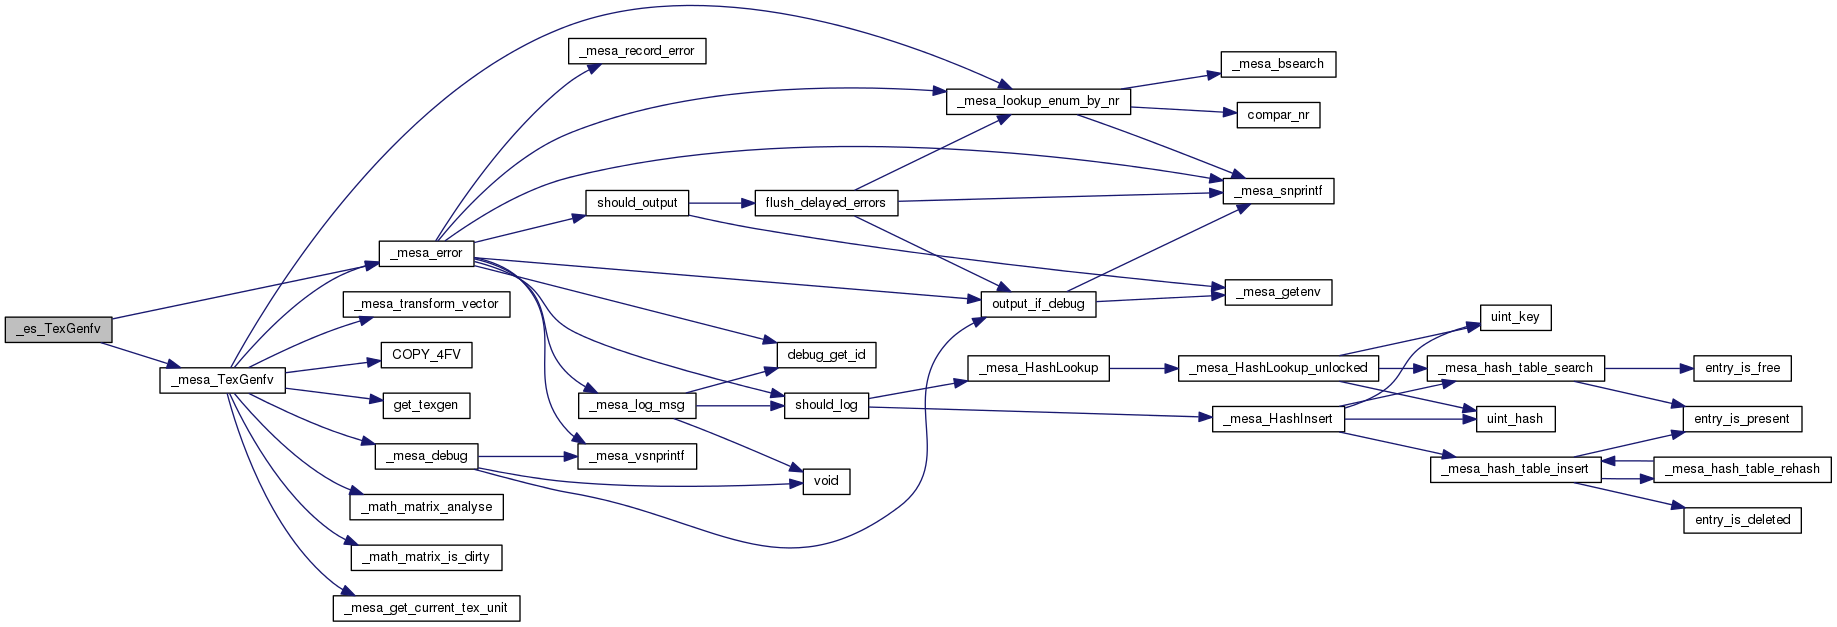 _es_TexGenfv
_mesa_TexGenfv
_mesa_error
_mesa_transform_vector
COPY_4FV
get_texgen
_mesa_debug
_math_matrix_analyse
_math_matrix_is_dirty
_mesa_get_current_tex_unit
_mesa_record_error
should_output
_mesa_log_msg
_mesa_vsnprintf
flush_delayed_errors
debug_get_id
should_log
void
_mesa_lookup_enum_by_nr
output_if_debug
_mesa_HashLookup
_mesa_bsearch
compar_nr
_mesa_snprintf
_mesa_getenv
_mesa_HashLookup_unlocked
_mesa_HashInsert
uint_key
_mesa_hash_table_search
uint_hash
_mesa_hash_table_insert
entry_is_free
entry_is_present
_mesa_hash_table_rehash
entry_is_deleted